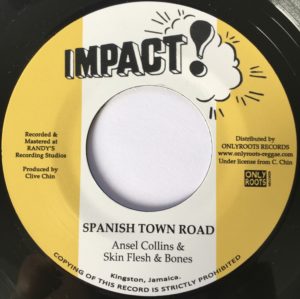 IMPACT!
Recorded &
Mastered at
RANDY'S
Recording Studios
Produced by
Clive Chin
Distributed by
ONLYROOTS RECORDS
www.onlyroots-reggae.com
Under license from C. Chin
ONLY
ROOTS
SPANISH TOWN ROAD
Ansel Collins &
Skin Flesh & Bones
Kingston, Jamaica.
COPYING OF THIS RECORD IS STRICTLY PROHIBITED